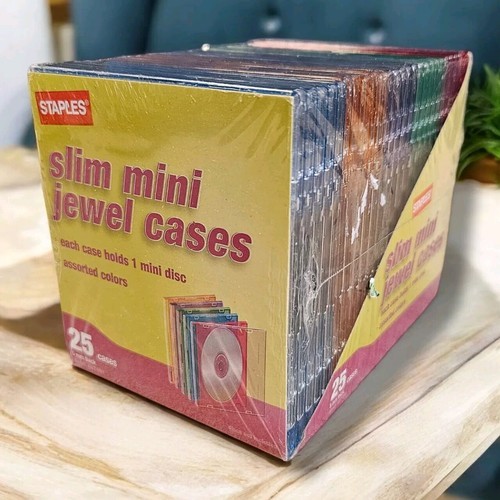 STAPLES
slim mini
jewel cases
each case holds 1 mini disc
assorted colors
25
cases
STAPLES
slim mini
jewel cases
25